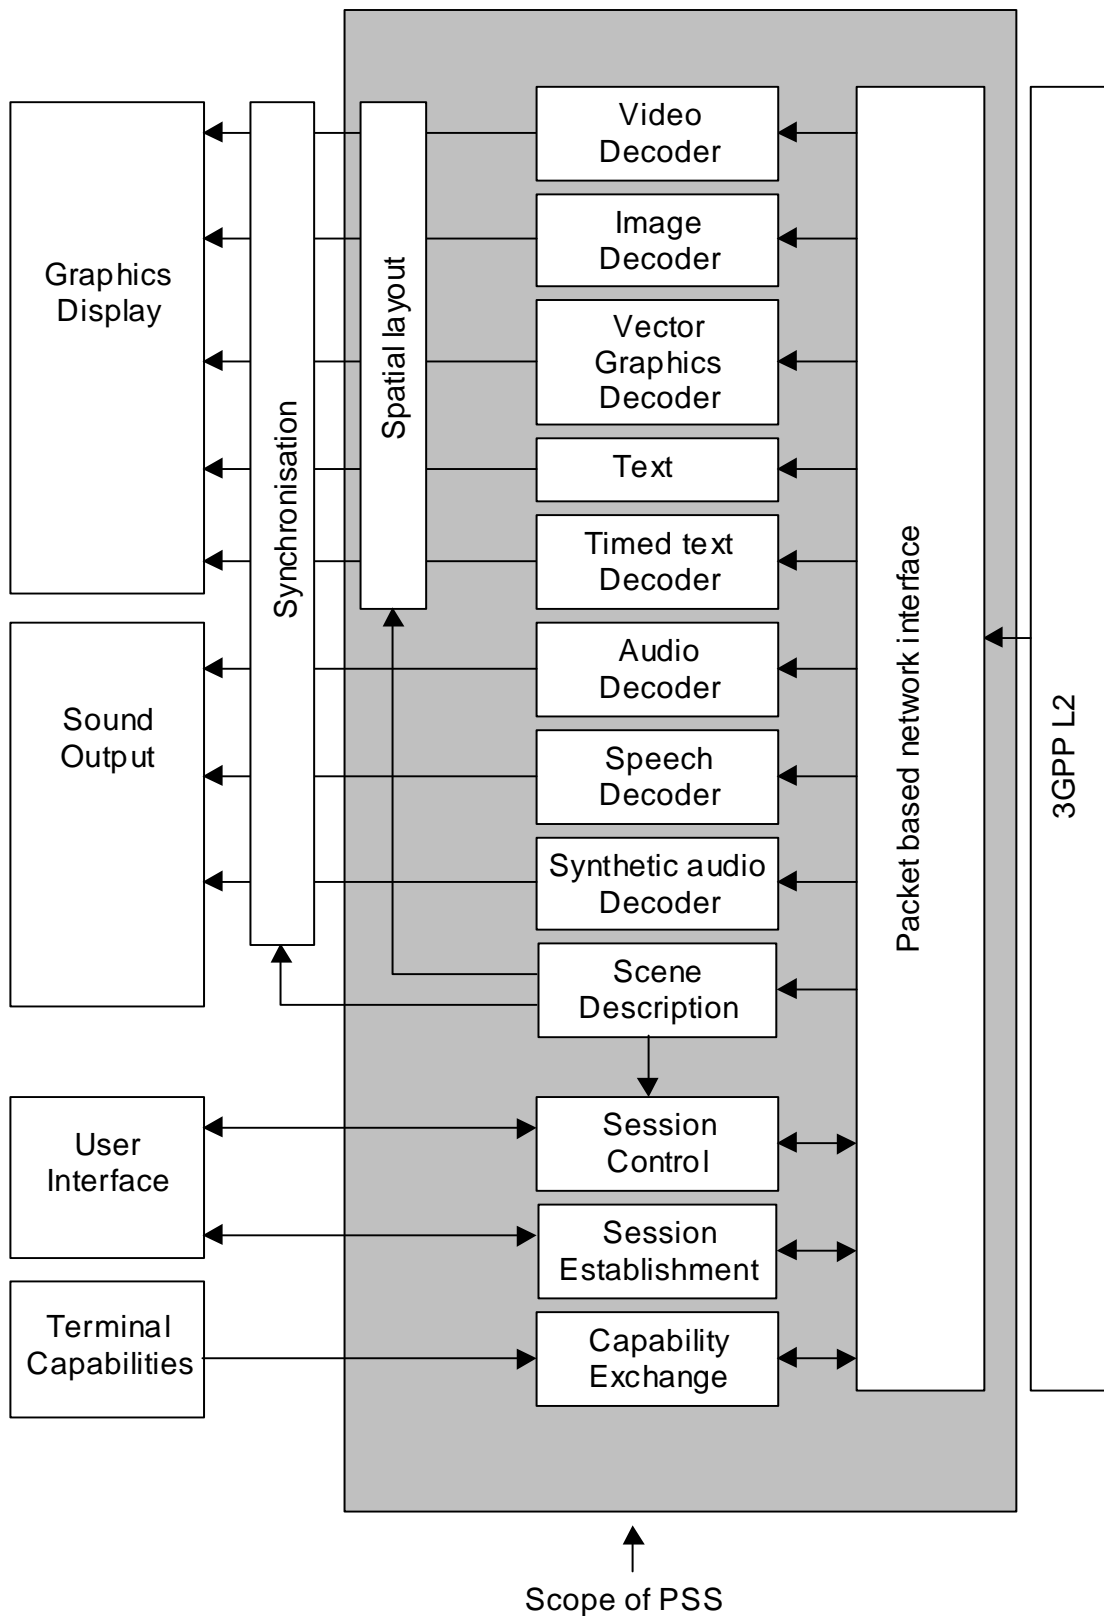 Video
Decoder
Image
Decoder
Graphics
Display
Vector
Graphics
Decoder
Spatial layout
Text
Synchronisation
Timed text
Decoder
Audio
Decoder
Sound
Output
Speech
Decoder
Packet based network interface
3GPP L2
Synthetic audio
Decoder
Scene
Description
User
Interface
Session
Control
Session
Establishment
Terminal
Capabilities
Capability
Exchange
Scope of PSS